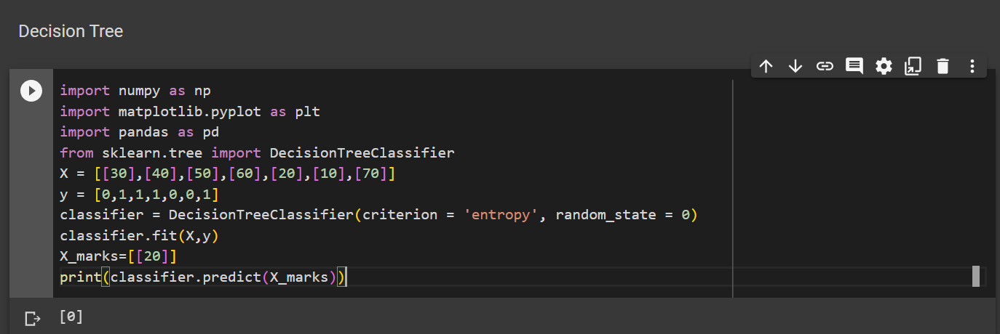 Decision Tree
import numpy as np
import matplotlib.pyplot as plt
import pandas as pd
from sklearn.tree import DecisionTreeClassifier
X = [[30],[40],[50],[60],[20],[10],[70]]
y = [0,1,1,1,0,0,1]
classifier = DecisionTreeClassifier(criterion = 'entropy', random_state = 0)
classifier.fit(X,y)
X_marks=[[20]]
print(classifier.predict(X_marks))
[0]